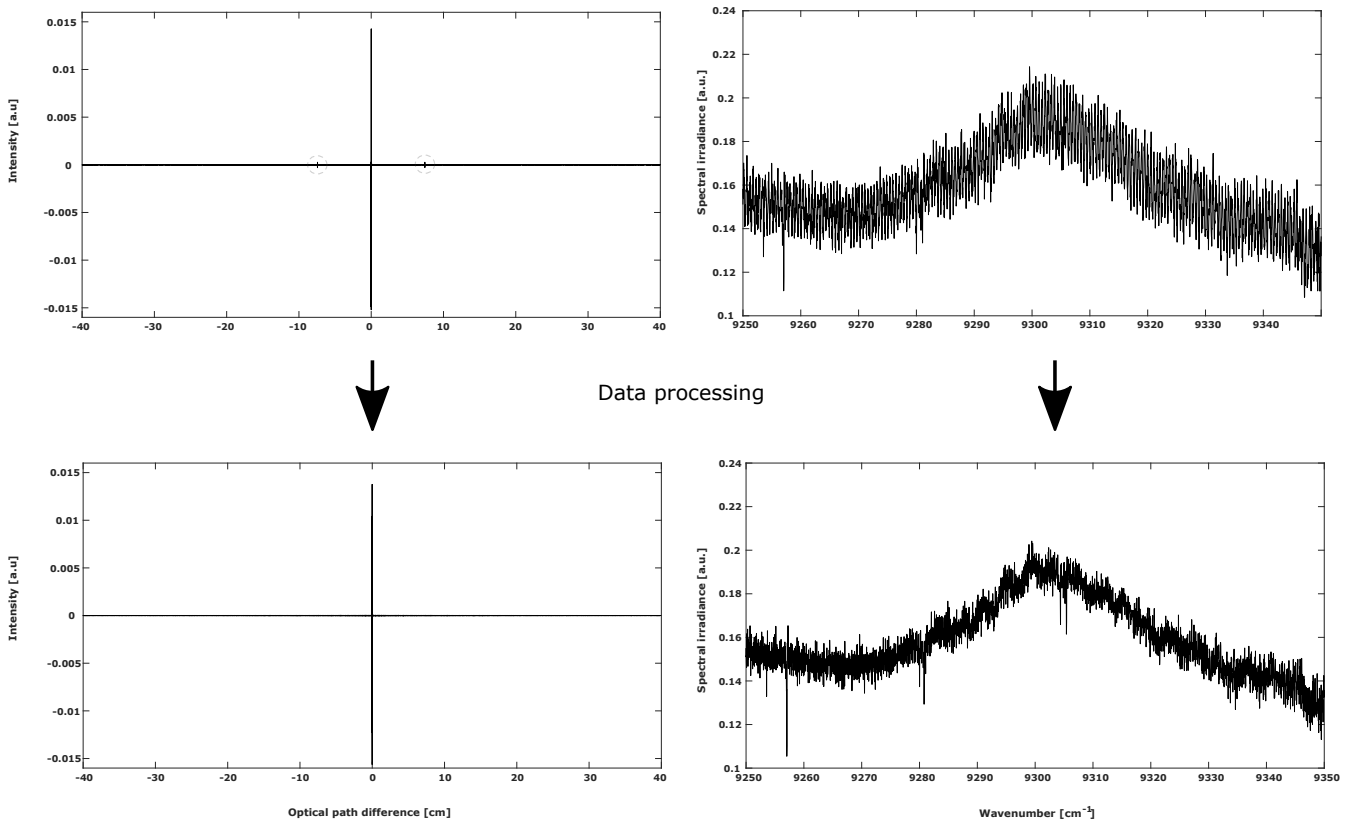 0.015
0.01
0.005
0
-0.005
-0.01
-0.015
Intensity [a.u]
-40 -30 -20 -10 0 10 20 30 40
0.24
0.22
0.2
0.18
0.16
0.14
0.12
0.1
Spectral irradiance [a.u.]
9250 9260 9270 9280 9290 9300 9310 9320 9330 9340
Data processing
0.015
0.01
0.005
0
-0.005
-0.01
-0.015
Intensity [a.u]
-40 -30 -20 -10 0 10 20 30 40
Optical path difference [cm]
0.24
0.22
0.2
0.18
0.16
0.14
0.12
0.1
Spectral irradiance [a.u.]
9250 9260 9270 9280 9290 9300 9310 9320 9330 9340 9350
Wavenumber [cm⁻¹]